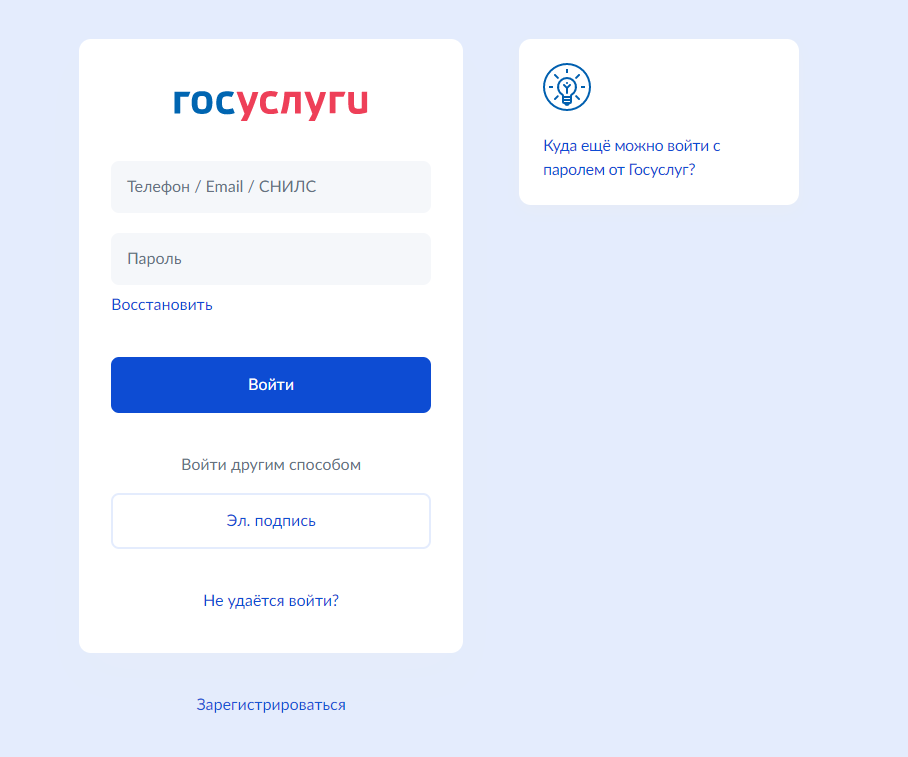 госуслуги
Телефон / Email / СНИЛС
Пароль
Восстановить
Войти
Войти другим способом
Эл. подпись
Не удаётся войти?
Зарегистрироваться
Куда ещё можно войти с
паролем от Госуслуг?